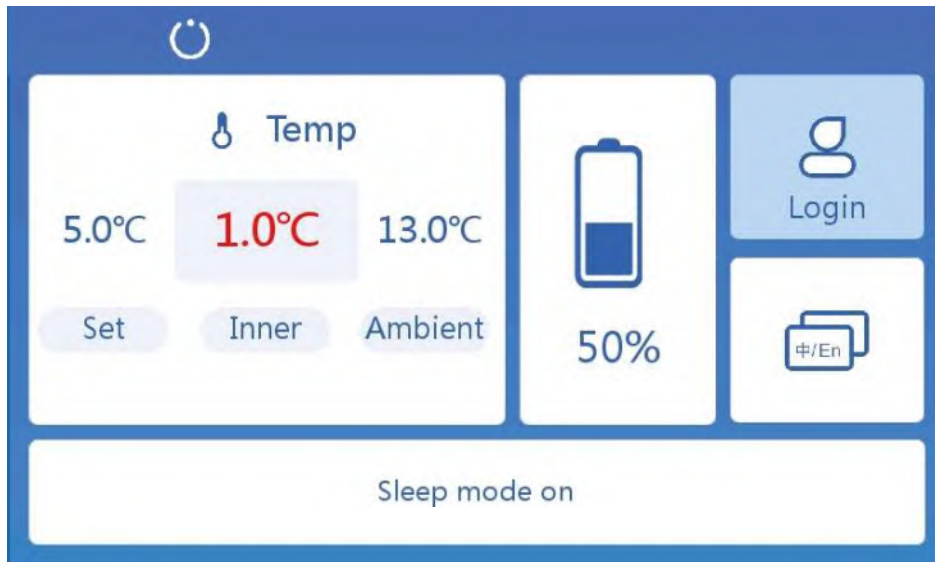 Temp
5.0℃ 1.0℃ 13.0℃
Set Inner Ambient
50%
Login
中/En
Sleep mode on